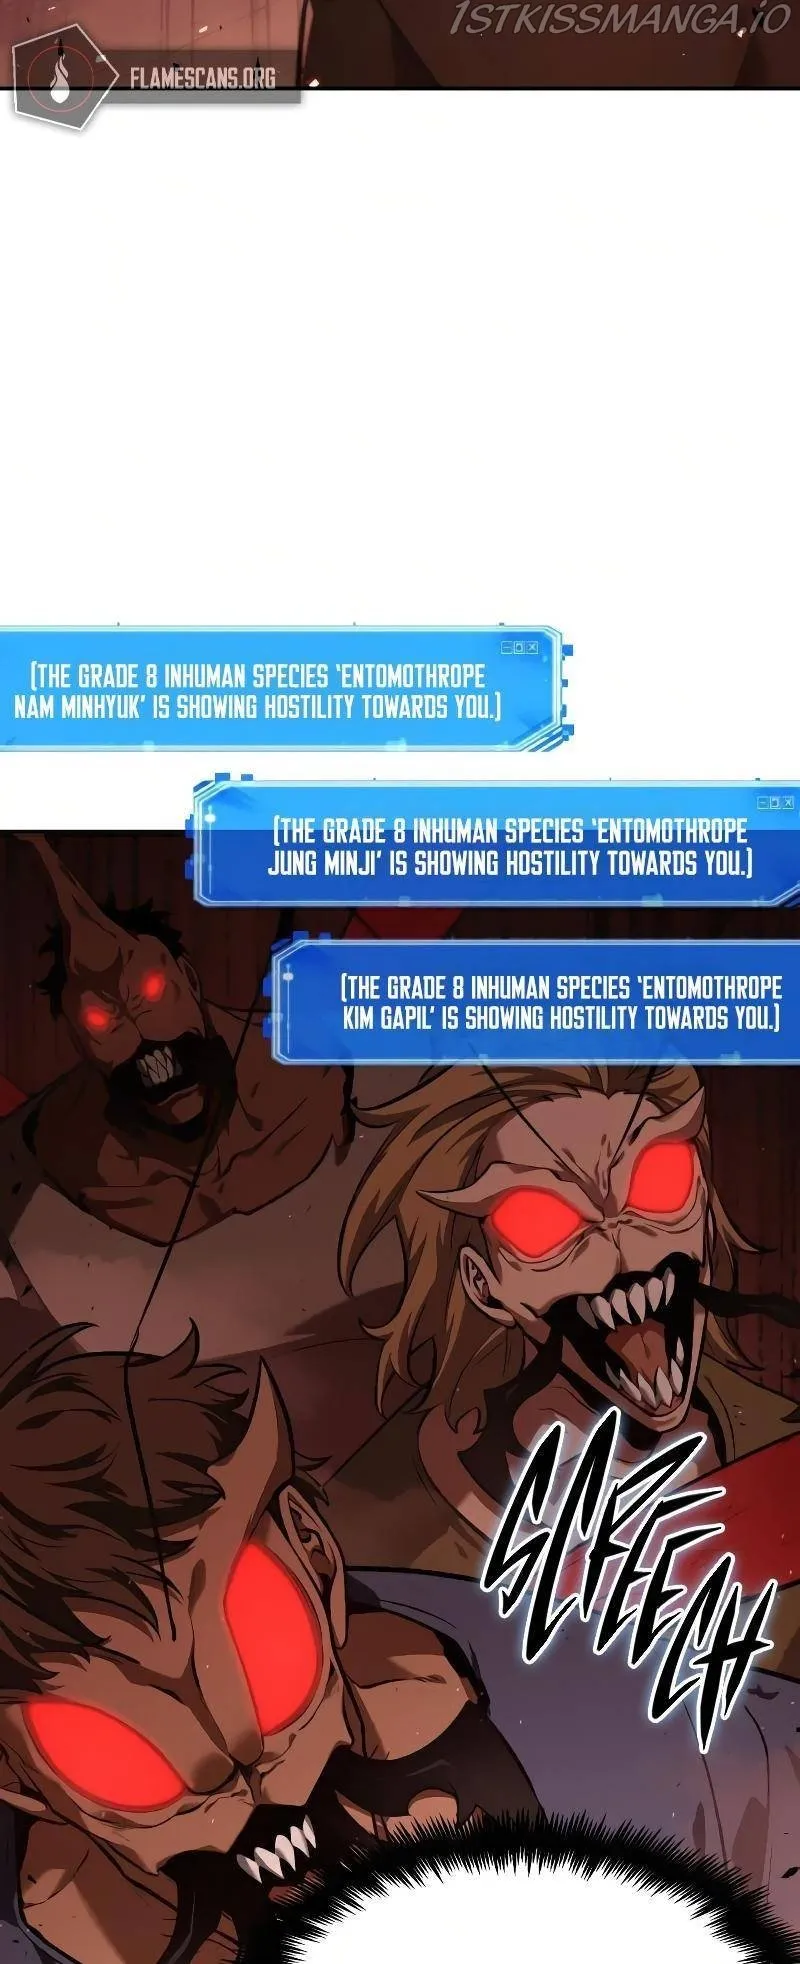 1STKISSMANGA.IO
FLAMESCANS.ORG
(THE GRADE 8 INHUMAN SPECIES 'ENTOMOTHROPE
NAM MINHYUK' IS SHOWING HOSTILITY TOWARDS YOU.)
(THE GRADE 8 INHUMAN SPECIES 'ENTOMOTHROPE
JUNG MINJI' IS SHOWING HOSTILITY TOWARDS YOU.)
(THE GRADE 8 INHUMAN SPECIES 'ENTOMOTHROPE
KIM GAPIL' IS SHOWING HOSTILITY TOWARDS YOU.)
SCREECH